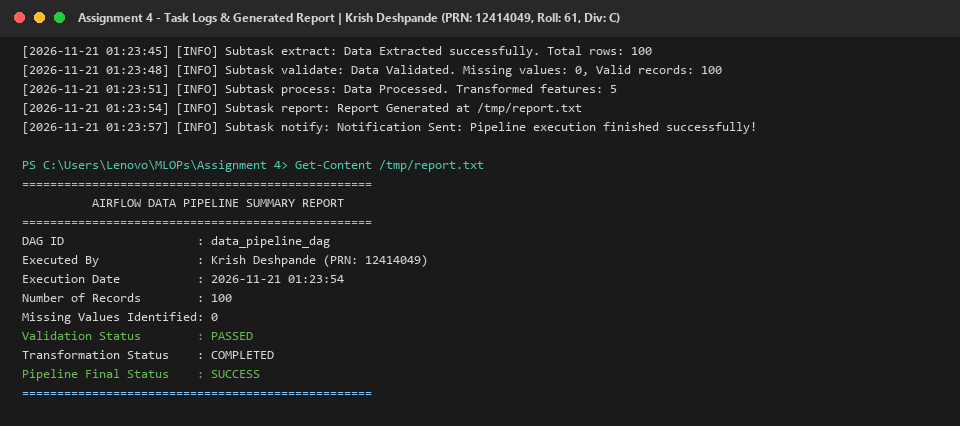 Assignment 4 - Task Logs & Generated Report | Krish Deshpande (PRN: 12414049, Roll: 61, Div: C)
[2026-11-21 01:23:45] [INFO] Subtask extract: Data Extracted successfully. Total rows: 100
[2026-11-21 01:23:48] [INFO] Subtask validate: Data Validated. Missing values: 0, Valid records: 100
[2026-11-21 01:23:51] [INFO] Subtask process: Data Processed. Transformed features: 5
[2026-11-21 01:23:54] [INFO] Subtask report: Report Generated at /tmp/report.txt
[2026-11-21 01:23:57] [INFO] Subtask notify: Notification Sent: Pipeline execution finished successfully!
PS C:\Users\Lenovo\MLOPs\Assignment 4> Get-Content /tmp/report.txt
==================================================
AIRFLOW DATA PIPELINE SUMMARY REPORT
==================================================
DAG ID                   : data_pipeline_dag
Executed By              : Krish Deshpande (PRN: 12414049)
Execution Date           : 2026-11-21 01:23:54
Number of Records        : 100
Missing Values Identified: 0
Validation Status        : PASSED
Transformation Status    : COMPLETED
Pipeline Final Status    : SUCCESS
==================================================